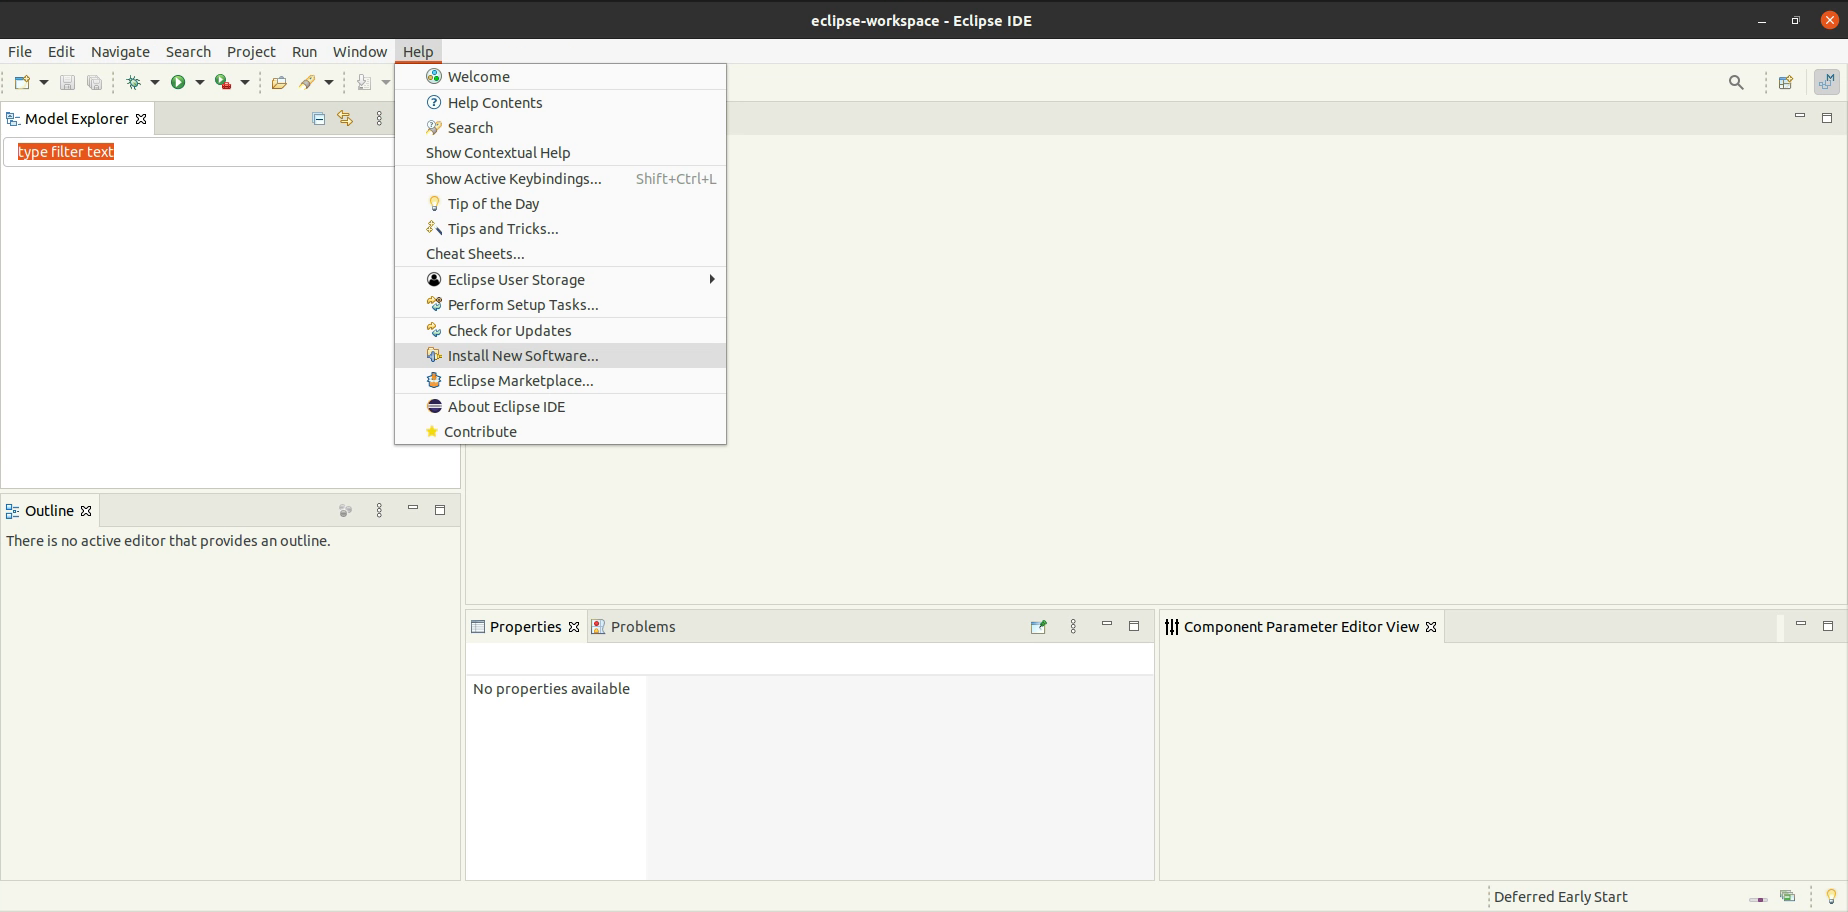 eclipse-workspace - Eclipse IDE
File Edit Navigate Search Project Run Window Help
Model Explorer
type filter text
Welcome
Help Contents
Search
Show Contextual Help
Show Active Keybindings... Shift+Ctrl+L
Tip of the Day
Tips and Tricks...
Cheat Sheets...
Eclipse User Storage
Perform Setup Tasks...
Check for Updates
Install New Software...
Eclipse Marketplace...
About Eclipse IDE
Contribute
Outline
There is no active editor that provides an outline.
Properties Problems
No properties available
Component Parameter Editor View
Deferred Early Start